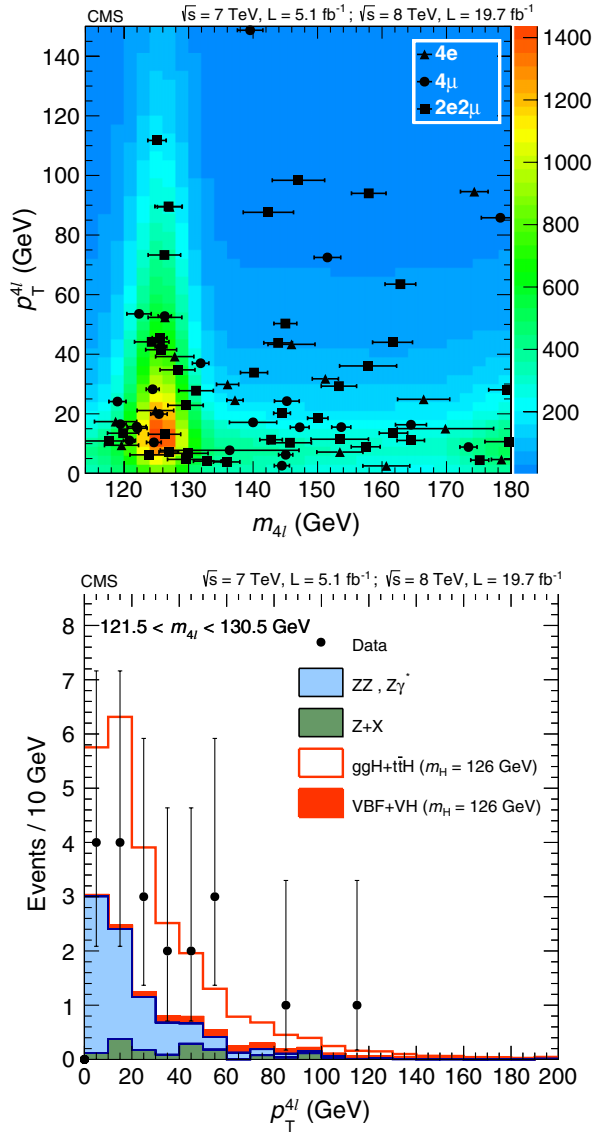 CMS √s = 7 TeV, L = 5.1 fb⁻¹ ; √s = 8 TeV, L = 19.7 fb⁻¹
4e
4μ
2e2μ
p_T^4l (GeV)
0 20 40 60 80 100 120 140
120 130 140 150 160 170 180
m_4l (GeV)
200 400 600 800 1000 1200 1400
CMS √s = 7 TeV, L = 5.1 fb⁻¹ ; √s = 8 TeV, L = 19.7 fb⁻¹
121.5 < m_4l < 130.5 GeV
Data
ZZ , Zγ*
Z+X
ggH+tt̄H (m_H = 126 GeV)
VBF+VH (m_H = 126 GeV)
Events / 10 GeV
0 1 2 3 4 5 6 7 8
0 20 40 60 80 100 120 140 160 180 200
p_T^4l (GeV)